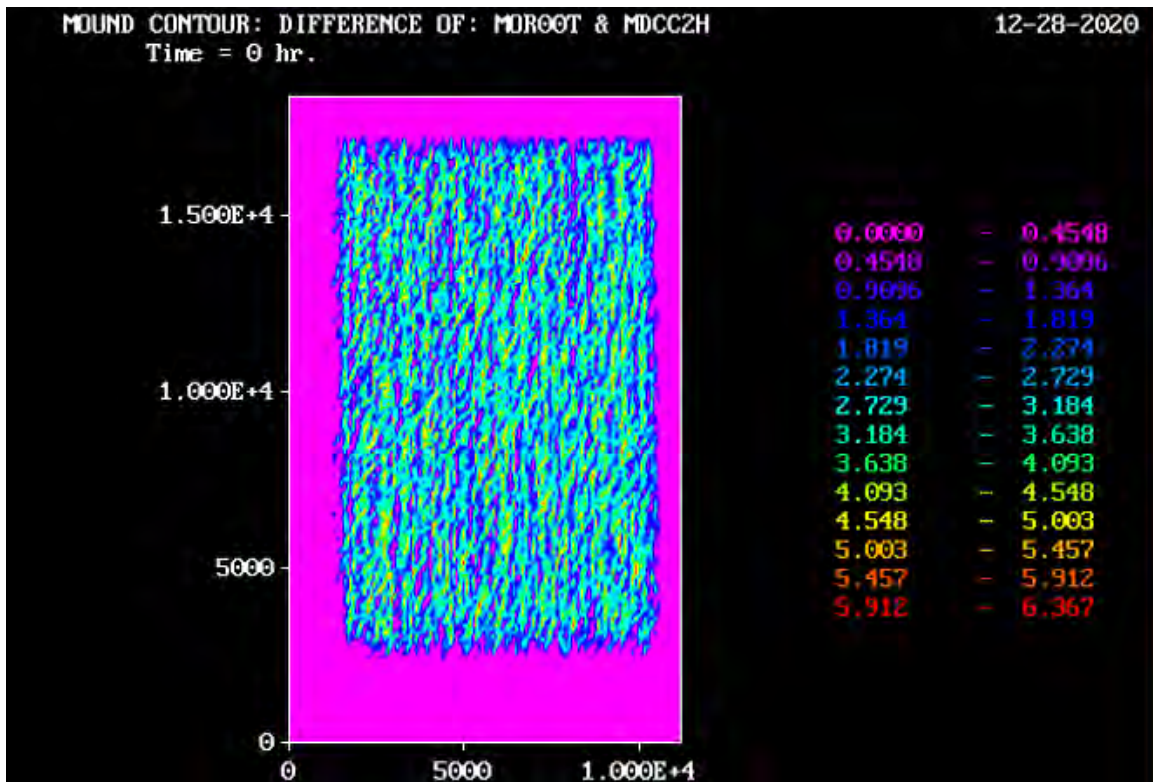 MOUND CONTOUR: DIFFERENCE OF: MOR00T & MDCC2H 12-28-2020
Time = 0 hr.
1.500E+4
1.000E+4
5000
0
0 5000 1.000E+4
0.0000 - 0.4548
0.4548 - 0.9096
0.9096 - 1.364
1.364 - 1.819
1.819 - 2.274
2.274 - 2.729
2.729 - 3.184
3.184 - 3.638
3.638 - 4.093
4.093 - 4.548
4.548 - 5.003
5.003 - 5.457
5.457 - 5.912
5.912 - 6.367